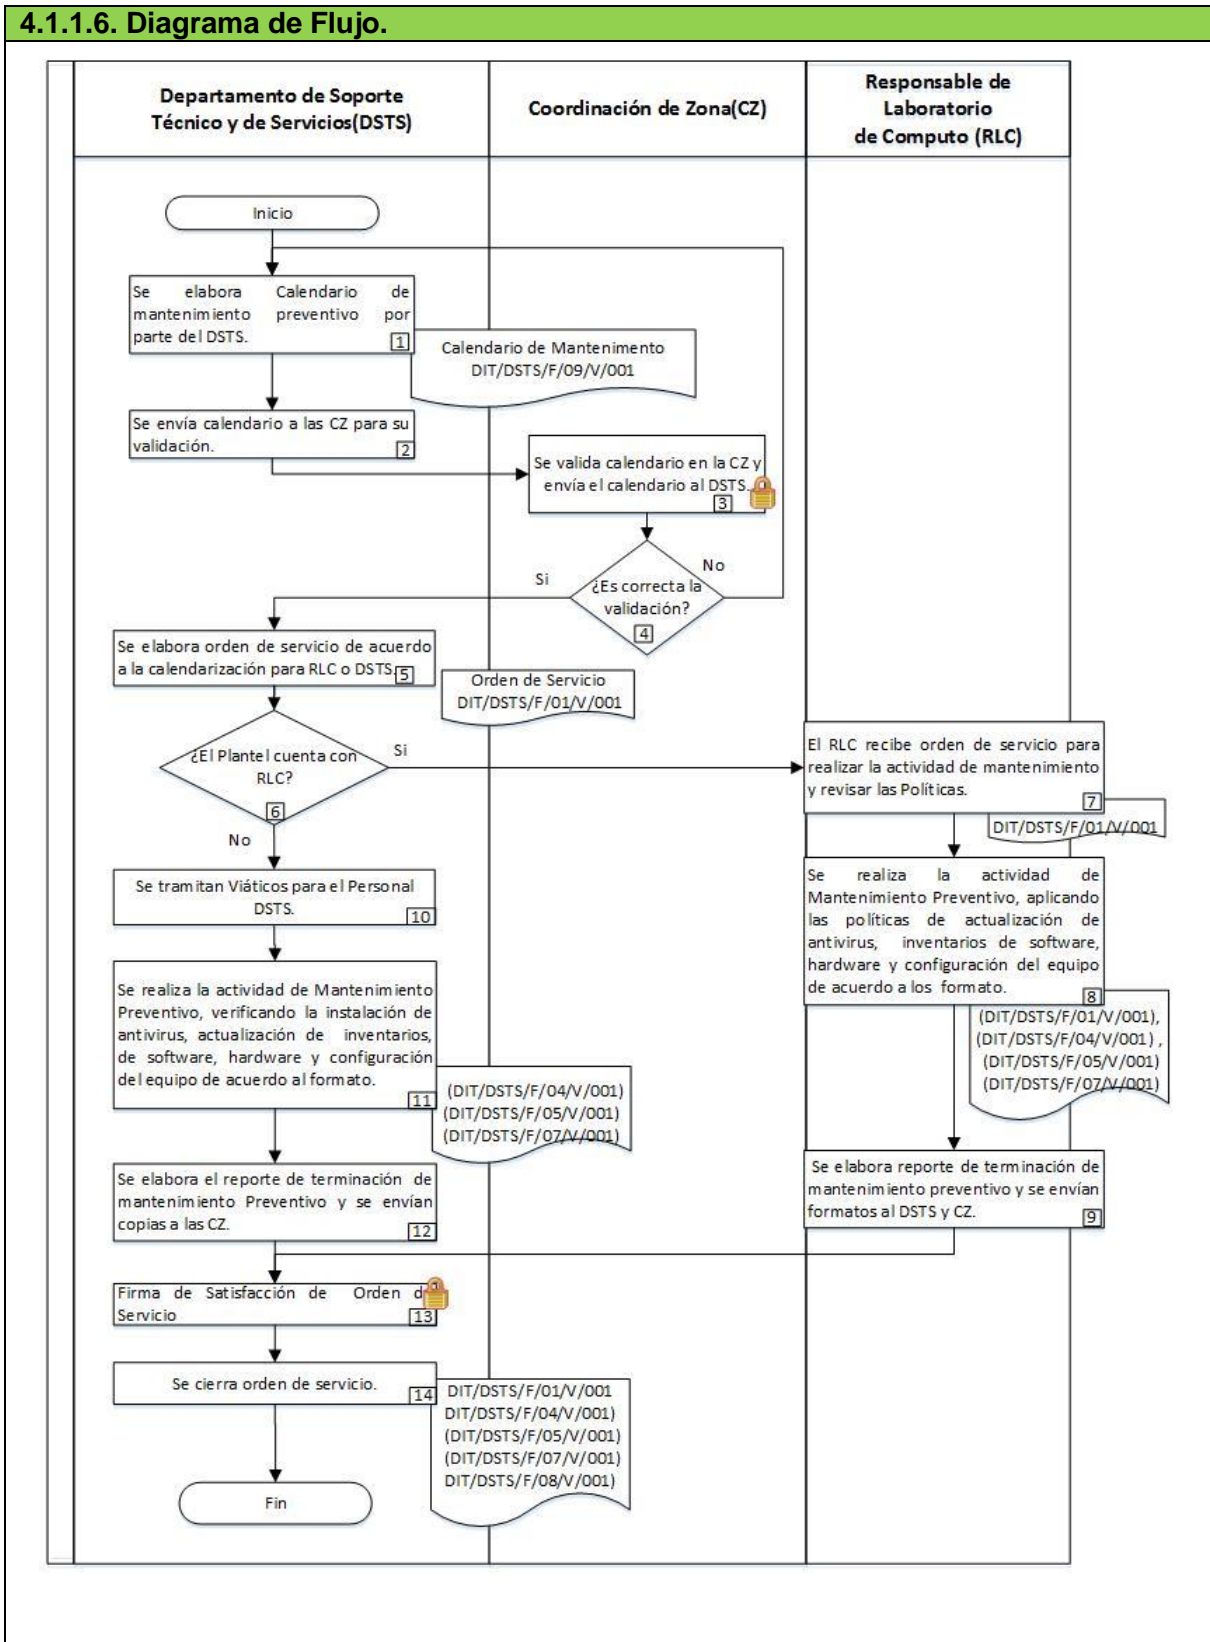 4.1.1.6. Diagrama de Flujo.
Departamento de Soporte
Técnico y de Servicios(DSTS)
Coordinación de Zona(CZ)
Responsable de
Laboratorio
de Computo (RLC)
Inicio
Se elabora Calendario de
mantenimiento preventivo por
parte del DSTS.
1
Calendario de Mantenimento
DIT/DSTS/F/09/V/001
Se envía calendario a las CZ para su
validación.
2
Se valida calendario en la CZ y
envía el calendario al DSTS.
3
¿Es correcta la
validación?
4
Si
No
Se elabora orden de servicio de acuerdo
a la calendarización para RLC o DSTS.
5
Orden de Servicio
DIT/DSTS/F/01/V/001
¿El Plantel cuenta con
RLC?
6
Si
No
El RLC recibe orden de servicio para
realizar la actividad de mantenimiento
y revisar las Políticas.
7
DIT/DSTS/F/01/V/001
Se realiza la actividad de
Mantenimiento Preventivo, aplicando
las políticas de actualización de
antivirus, inventarios de software,
hardware y configuración del equipo
de acuerdo a los formato.
8
(DIT/DSTS/F/01/V/001),
(DIT/DSTS/F/04/V/001) ,
(DIT/DSTS/F/05/V/001)
(DIT/DSTS/F/07/V/001)
Se tramitan Viáticos para el Personal
DSTS.
10
Se realiza la actividad de Mantenimiento
Preventivo, verificando la instalación de
antivirus, actualización de inventarios,
de software, hardware y configuración
del equipo de acuerdo al formato.
11
(DIT/DSTS/F/04/V/001)
(DIT/DSTS/F/05/V/001)
(DIT/DSTS/F/07/V/001)
Se elabora reporte de terminación de
mantenimiento preventivo y se envían
formatos al DSTS y CZ.
9
Se elabora el reporte de terminación de
mantenimiento Preventivo y se envían
copias a las CZ.
12
Firma de Satisfacción de Orden d
Servicio
13
Se cierra orden de servicio.
14
DIT/DSTS/F/01/V/001
DIT/DSTS/F/04/V/001)
(DIT/DSTS/F/05/V/001)
(DIT/DSTS/F/07/V/001)
DIT/DSTS/F/08/V/001)
Fin